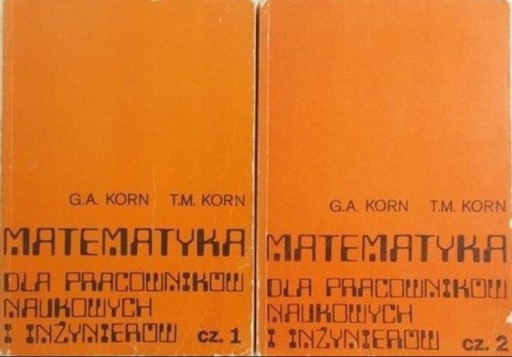 G.A. KORN T.M. KORN
MATEMATYKA
DLA PRACOWNIKÓW
NAUKOWYCH
I INŻYNIERÓW cz. 1
G.A. KORN T.M. KORN
MATEMATYKA
DLA PRACOWNIKÓW
NAUKOWYCH
I INŻYNIERÓW cz. 2